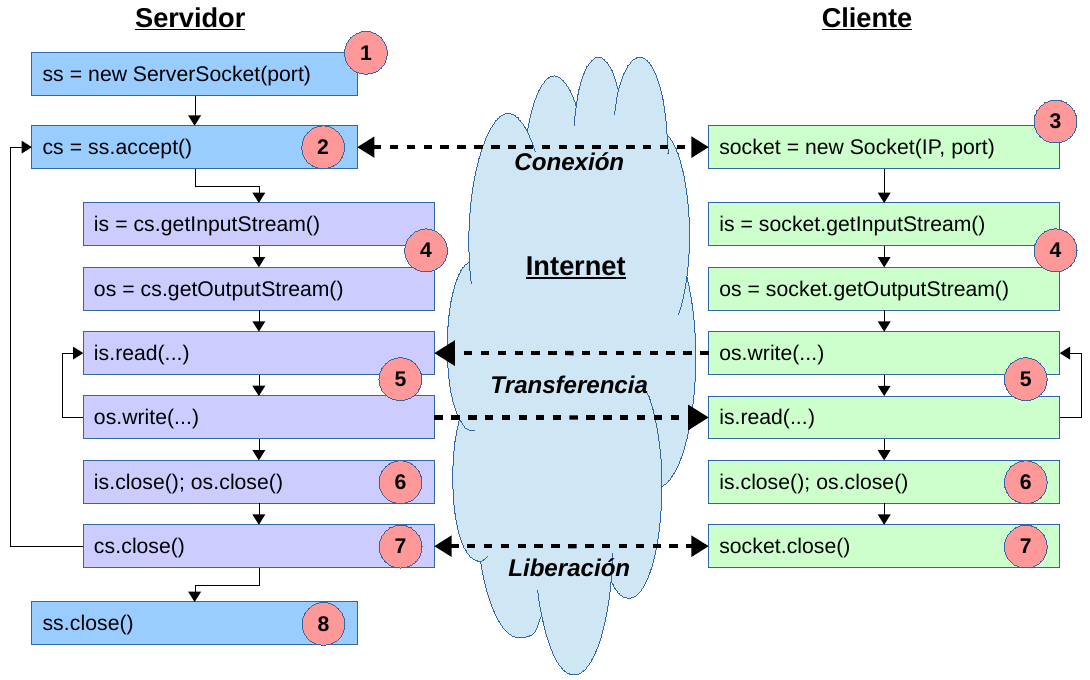 Servidor
Cliente
1
ss = new ServerSocket(port)
3
cs = ss.accept()
2
Conexión
socket = new Socket(IP, port)
is = cs.getInputStream()
is = socket.getInputStream()
4
4
Internet
os = cs.getOutputStream()
os = socket.getOutputStream()
is.read(...)
os.write(...)
5
Transferencia
5
os.write(...)
is.read(...)
is.close(); os.close()
6
is.close(); os.close()
6
cs.close()
7
Liberación
socket.close()
7
ss.close()
8